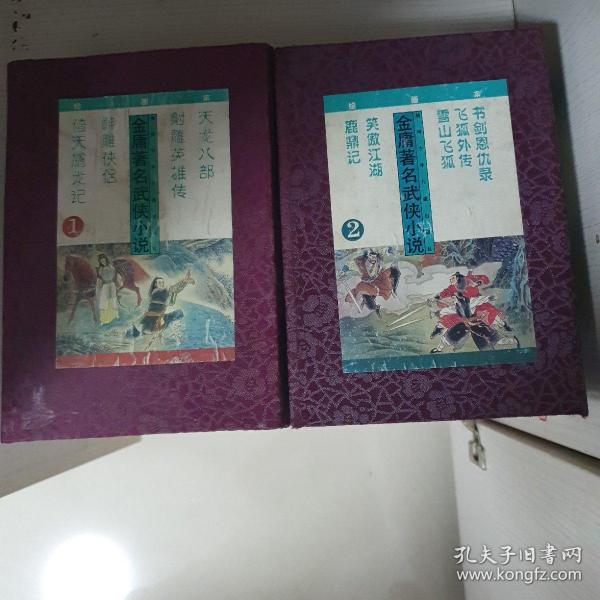 绘图本
天龙八部
射雕英雄传
金庸著名武侠小说
神雕侠侣
倚天屠龙记
1
绘图本
书剑恩仇录
飞狐外传
雪山飞狐
金庸著名武侠小说
笑傲江湖
鹿鼎记
2
孔夫子旧书网
www.kongfz.com